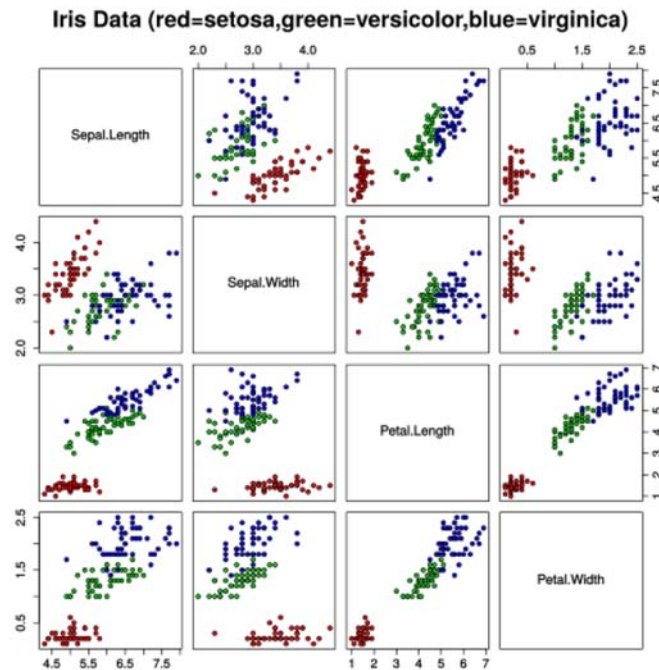 Iris Data (red=setosa,green=versicolor,blue=virginica)
2.0 3.0 4.0 0.5 1.5 2.5
Sepal.Length
4.5 5.5 6.5 7.5
2.0 3.0 4.0
Sepal.Width
Petal.Length
1 2 3 4 5 6 7
0.5 1.5 2.5
Petal.Width
4.5 5.5 6.5 7.5 1 2 3 4 5 6 7